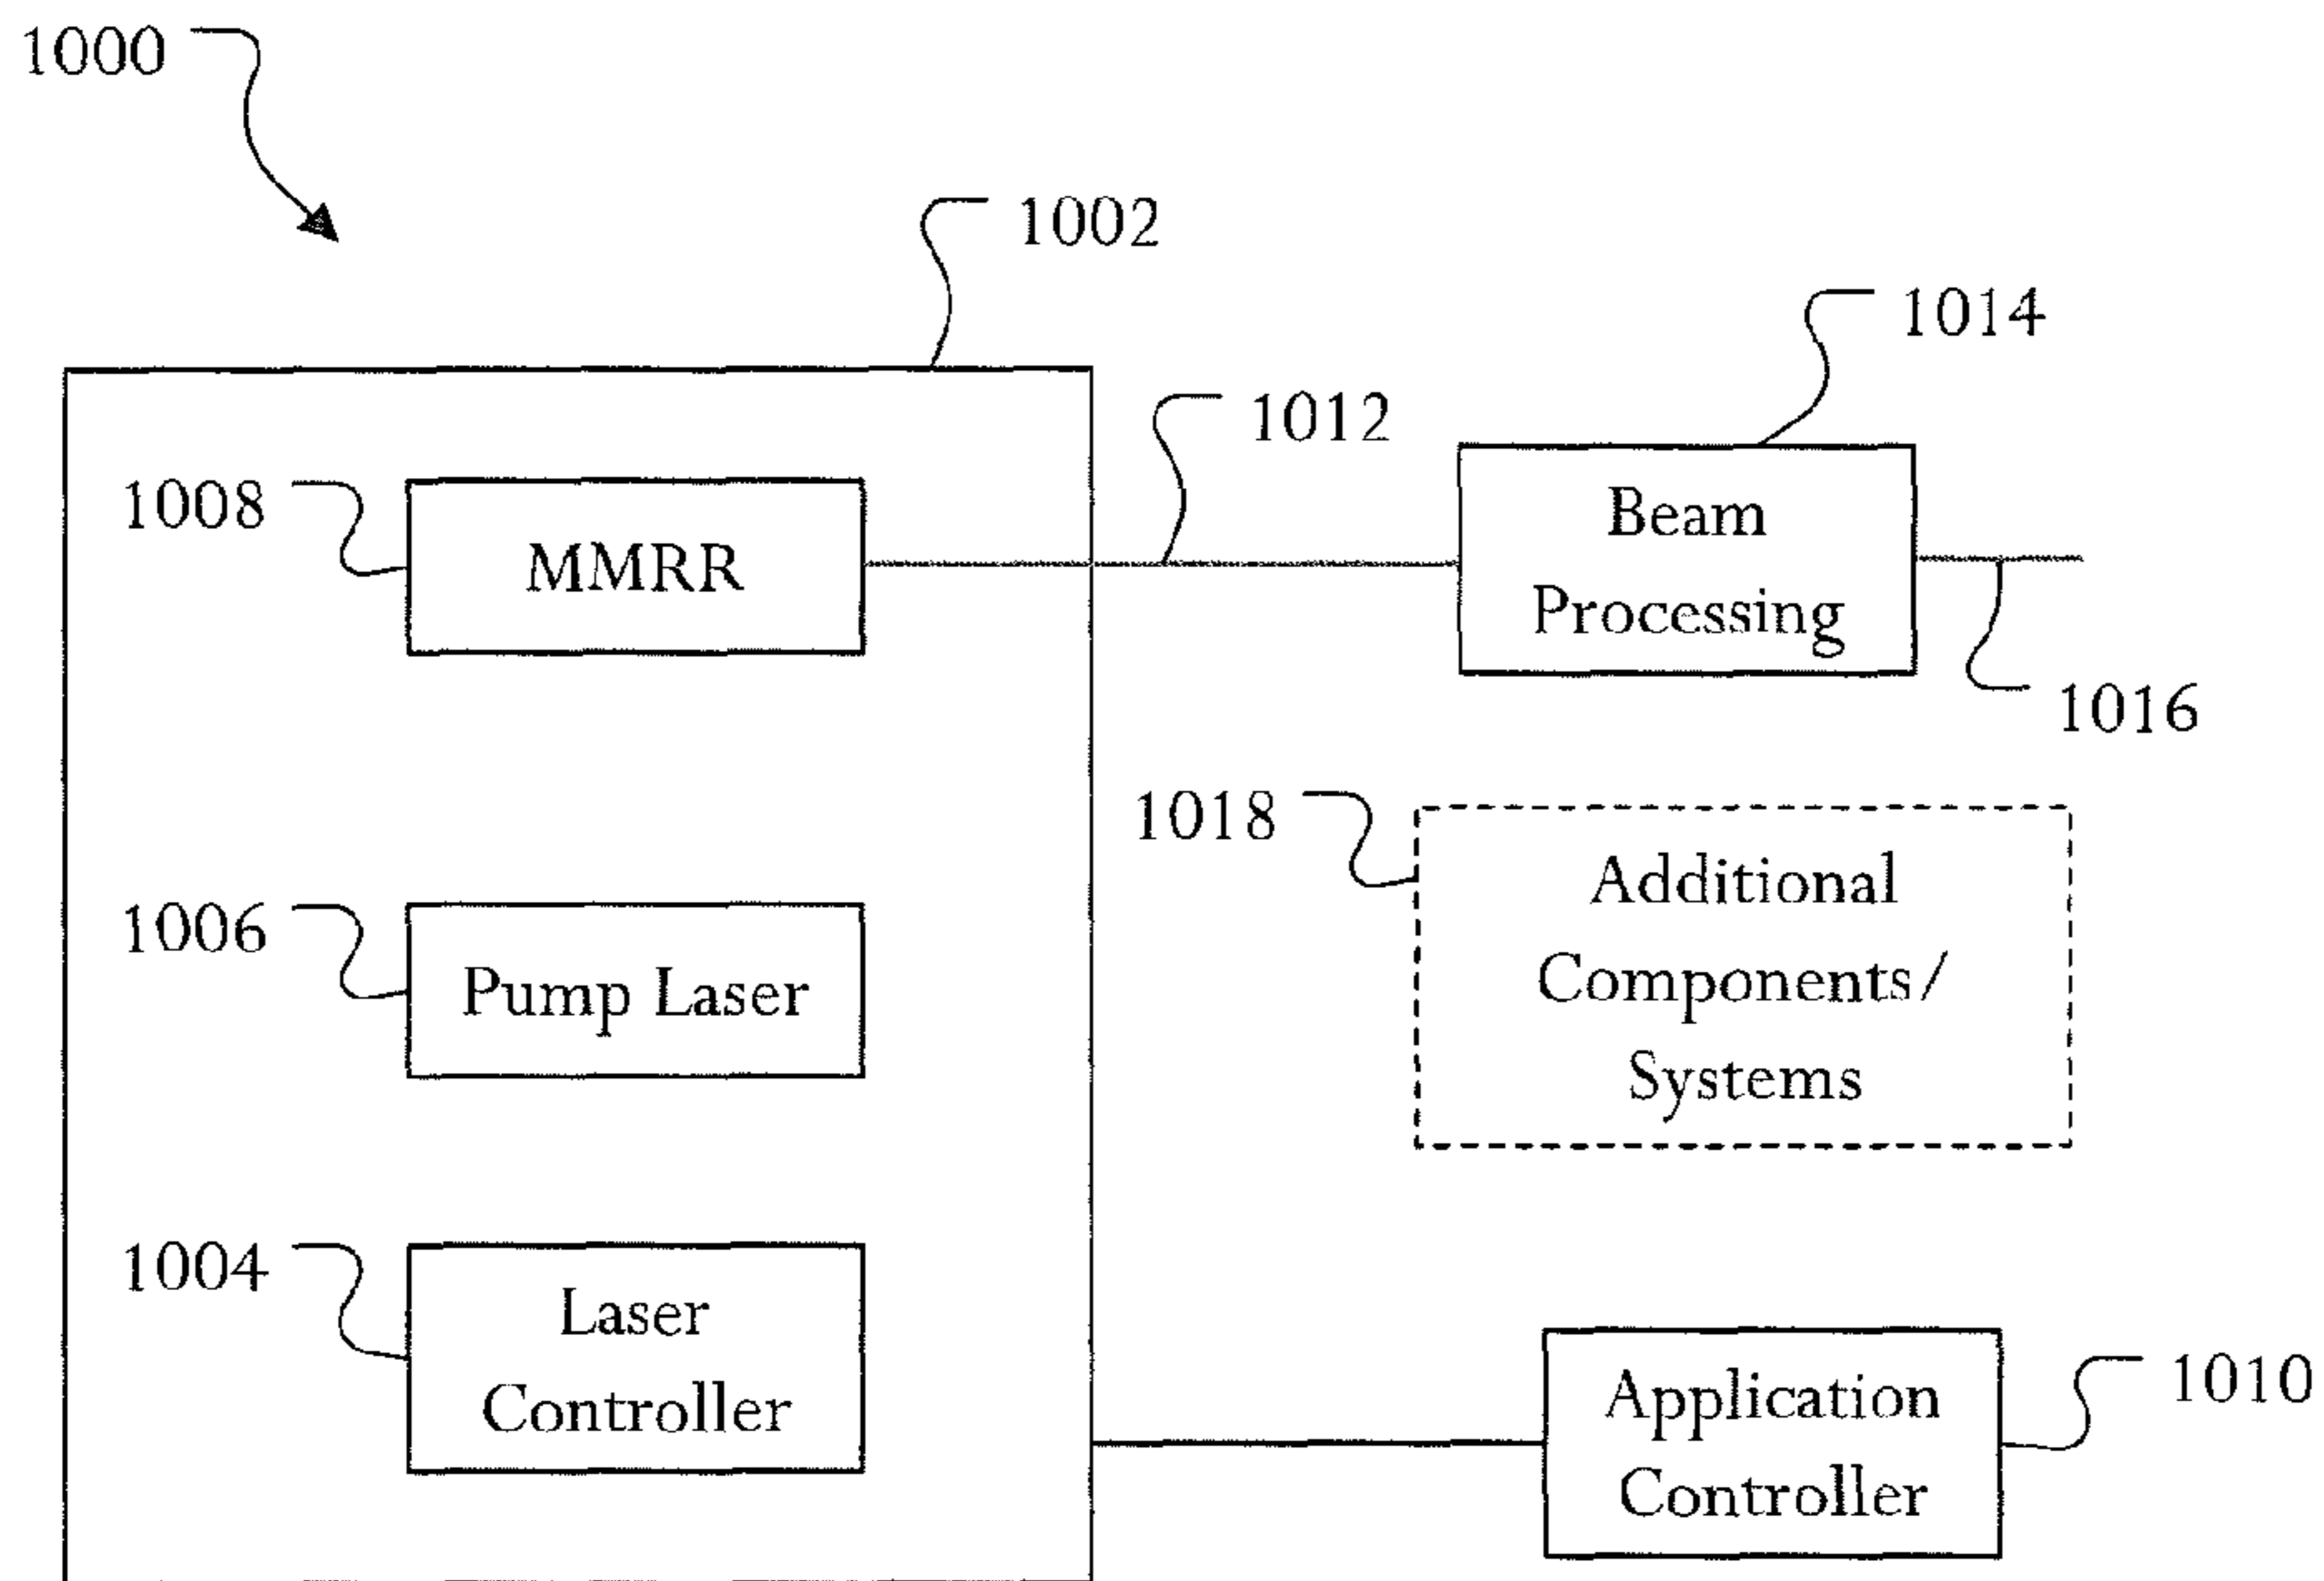 1000
1002
1014
1012
1008
MMRR
Beam
Processing
1016
1018
Additional
Components/
Systems
1006
Pump Laser
1004
Laser
Controller
Application
Controller
1010